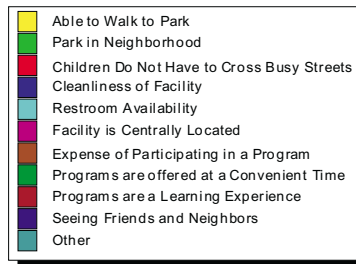 Able to Walk to Park
Park in Neighborhood
Children Do Not Have to Cross Busy Streets
Cleanliness of Facility
Restroom Availability
Facility is Centrally Located
Expense of Participating in a Program
Programs are offered at a Convenient Time
Programs are a Learning Experience
Seeing Friends and Neighbors
Other